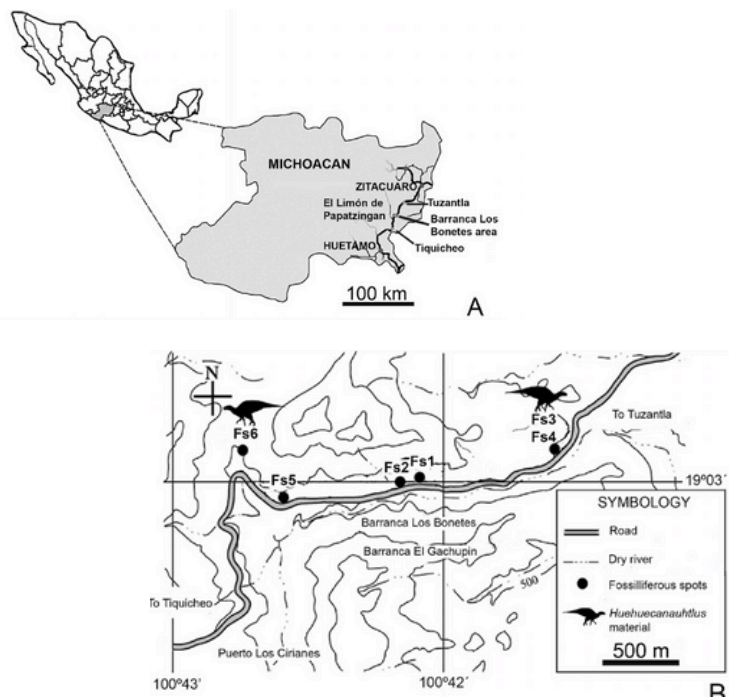 MICHOACAN
ZITACUARO
El Limón de
Papatzingan
Tuzantla
Barranca Los
Bonetes area
Tiquicheo
HUETAMO
100 km
A
N
Fs6
Fs3
Fs4
To Tuzantla
Fs5
Fs2
Fs1
19°03´
Barranca Los Bonetes
Barranca El Gachupin
500
To Tiquicheo
Puerto Los Cirianes
100°43'
100°42'
SYMBOLOGY
Road
Dry river
Fossilliferous spots
Huehuecanauhtlus
material
500 m
B